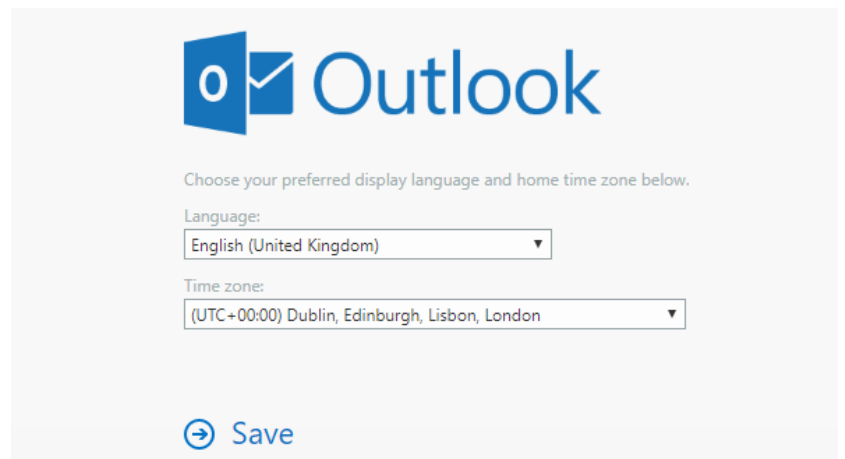 Outlook
Choose your preferred display language and home time zone below.
Language:
English (United Kingdom)
Time zone:
(UTC+00:00) Dublin, Edinburgh, Lisbon, London
Save